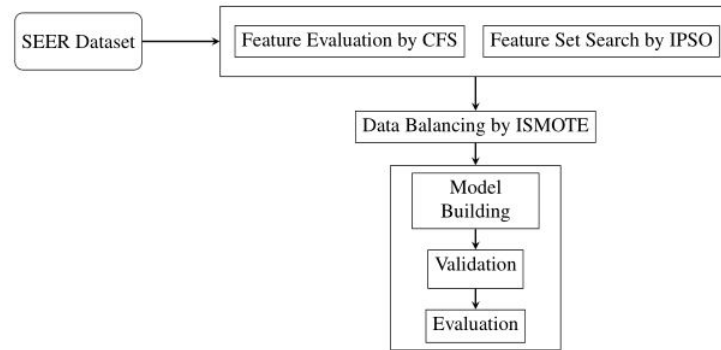 SEER Dataset
Feature Evaluation by CFS
Feature Set Search by IPSO
Data Balancing by ISMOTE
Model
Building
Validation
Evaluation